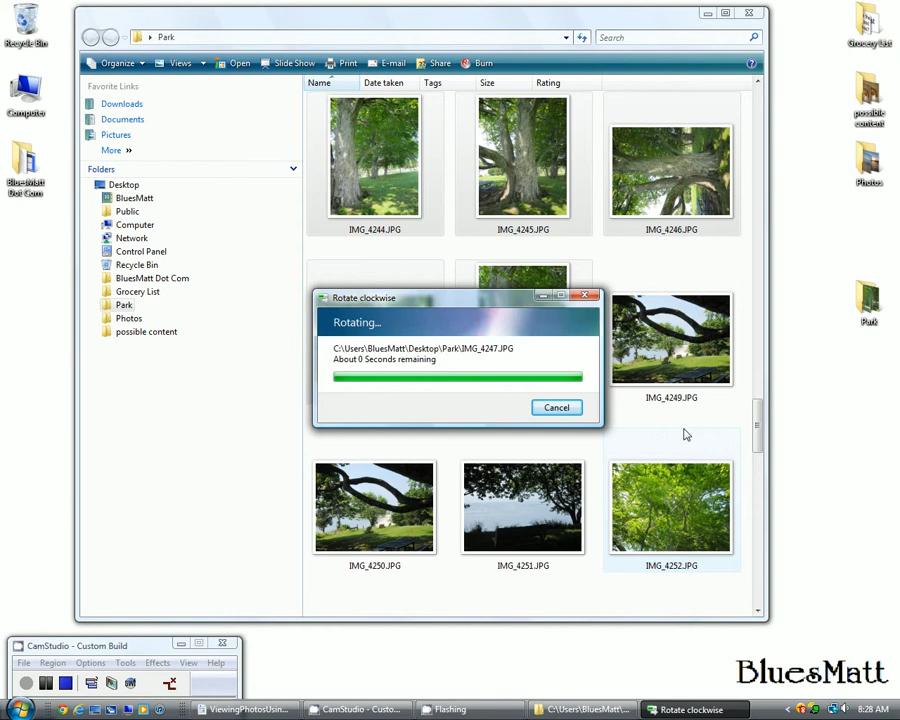 Recycle Bin
Computer
BluesMatt
Dot Com
Park
Search
Organize
Views
Open
Slide Show
Print
E-mail
Share
Burn
Favorite Links
Downloads
Documents
Pictures
More »
Folders
Desktop
BluesMatt
Public
Computer
Network
Control Panel
Recycle Bin
BluesMatt Dot Com
Grocery List
Park
Photos
possible content
Name
Date taken
Tags
Size
Rating
IMG_4244.JPG
IMG_4245.JPG
IMG_4246.JPG
Rotate clockwise
Rotating...
C:\Users\BluesMatt\Desktop\Park\IMG_4247.JPG
About 0 Seconds remaining
Cancel
IMG_4249.JPG
IMG_4250.JPG
IMG_4251.JPG
IMG_4252.JPG
Grocery List
possible
content
Photos
Park
CamStudio - Custom Build
File
Region
Options
Tools
Effects
View
Help
BluesMatt
ViewingPhotosUsin...
CamStudio - Custo...
Flashing
C:\Users\BluesMatt\...
Rotate clockwise
8:28 AM